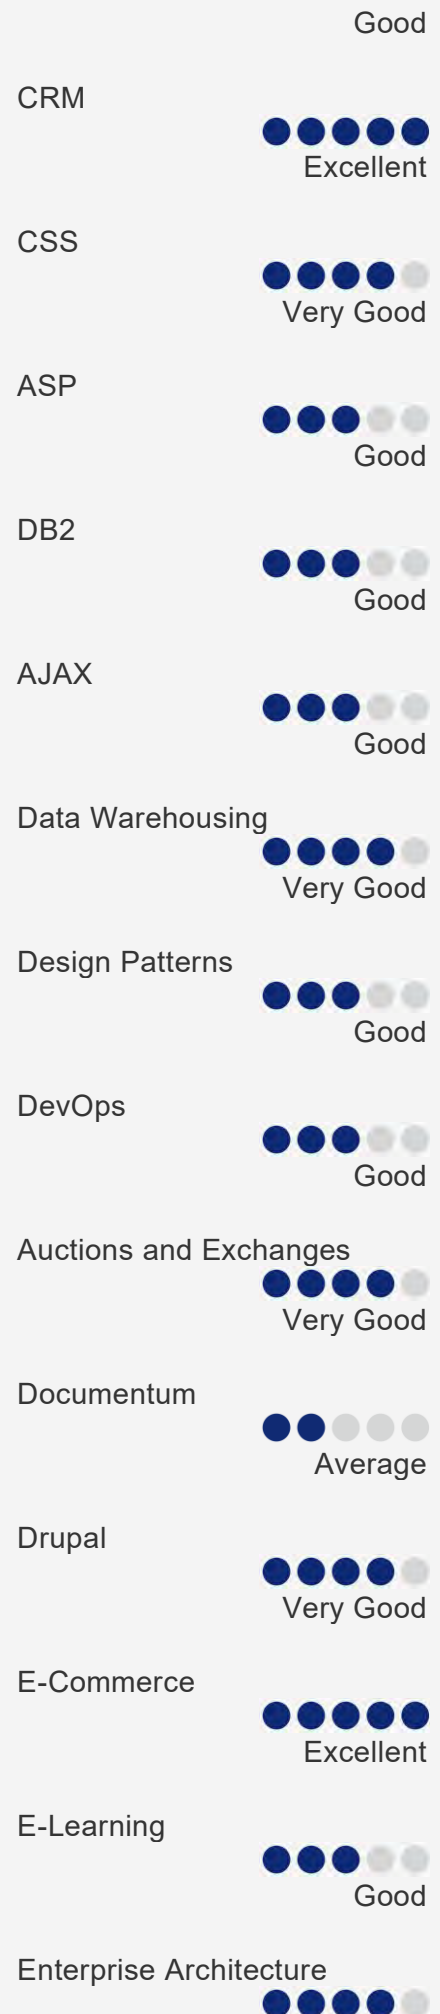 Good
CRM
Excellent
CSS
Very Good
ASP
Good
DB2
Good
AJAX
Good
Data Warehousing
Very Good
Design Patterns
Good
DevOps
Good
Auctions and Exchanges
Very Good
Documentum
Average
Drupal
Very Good
E-Commerce
Excellent
E-Learning
Good
Enterprise Architecture